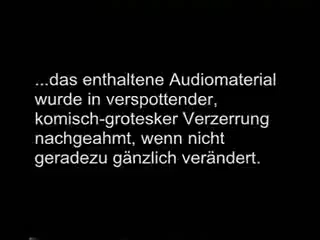 ...das enthaltene Audiomaterial
wurde in verspottender,
komisch-grotesker Verzerrung
nachgeahmt, wenn nicht
geradezu gänzlich verändert.